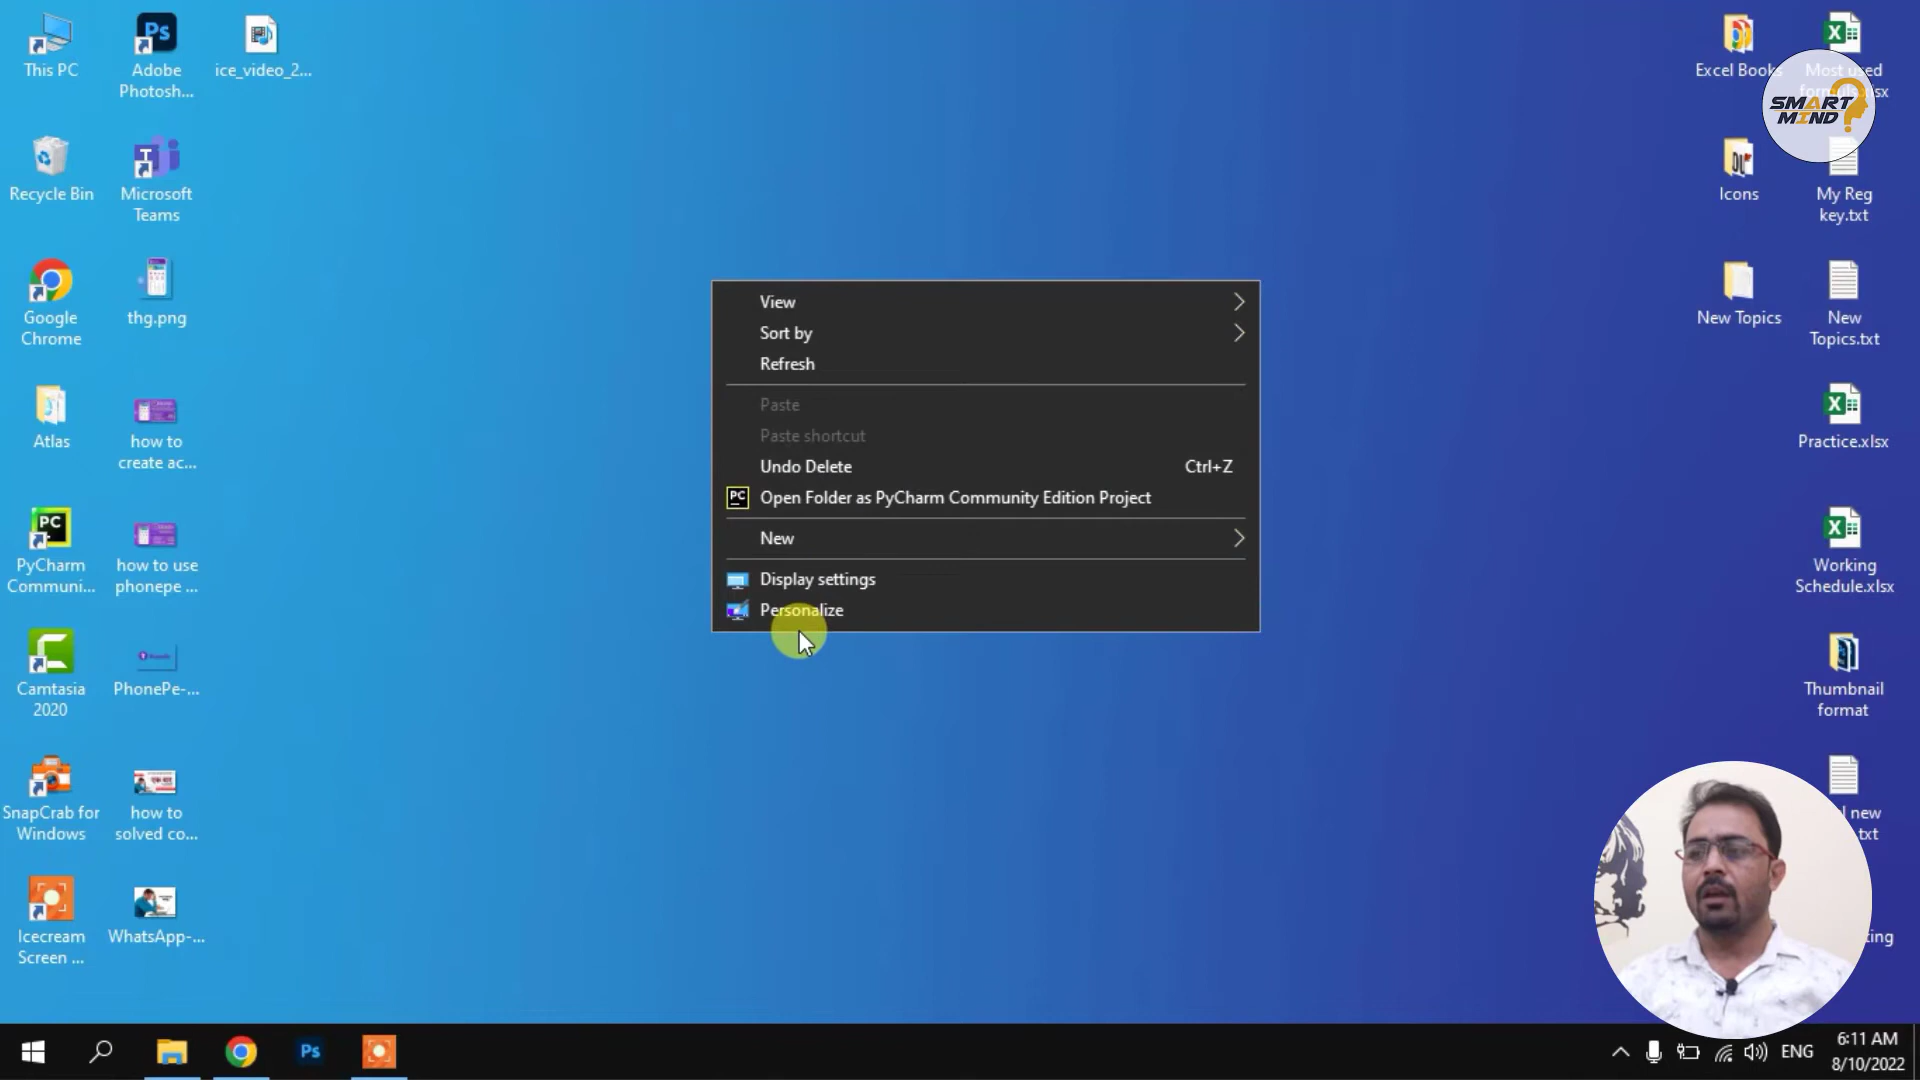 This PC
Adobe
Photosh...
ice_video_2...
Recycle Bin
Microsoft
Teams
Google
Chrome
thg.png
Atlas
how to
create ac...
PyCharm
Communi...
how to use
phonepe ...
Camtasia
2020
PhonePe-...
SnapCrab for
Windows
how to
solved co...
Icecream
Screen ...
WhatsApp-...
View
Sort by
Refresh
Paste
Paste shortcut
Undo Delete
Ctrl+Z
Open Folder as PyCharm Community Edition Project
New
Display settings
Personalize
Excel Books
Most used
SMART
MIND
Icons
My Reg
key.txt
New Topics
New
Topics.txt
Practice.xlsx
Working
Schedule.xlsx
Thumbnail
format
new
.txt
ENG
6:11 AM
8/10/2022